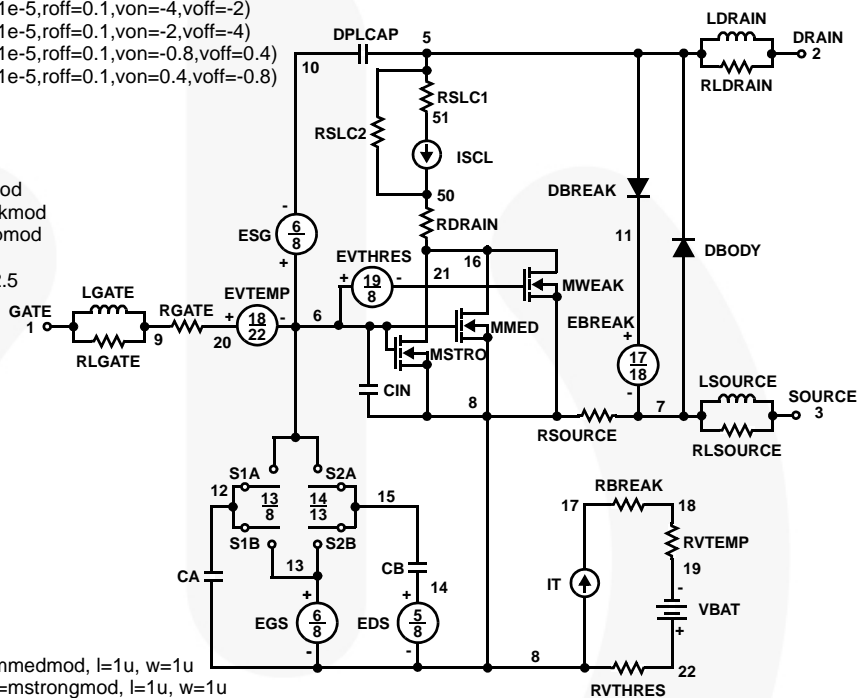 1e-5,roff=0.1,von=-4,voff=-2)
1e-5,roff=0.1,von=-2,voff=-4)
1e-5,roff=0.1,von=-0.8,voff=0.4)
1e-5,roff=0.1,von=0.4,voff=-0.8)
DPLCAP
5
LDRAIN
DRAIN
2
10
RLDRAIN
RSLC1
51
RSLC2
ISCL
50
od
kmod
omod
2.5
DBREAK
RDRAIN
11
DBODY
-
ESG
6
8
+
EVTHRES
+
19
8
-
21
16
MWEAK
LGATE
GATE
1
RGATE
EVTEMP
+
18
22
-
6
9
20
RLGATE
MMED
EBREAK
+
17
18
-
MSTRO
CIN
8
RSOURCE
7
LSOURCE
SOURCE
3
RLSOURCE
S1A
S2A
12
13
8
14
13
15
S1B
S2B
13
CA
CB
14
+
EGS
6
8
-
+
EDS
5
8
-
RBREAK
17
18
RVTEMP
19
IT
-
VBAT
+
8
22
RVTHRES
mmedmod, l=1u, w=1u
=mstrongmod, l=1u, w=1u